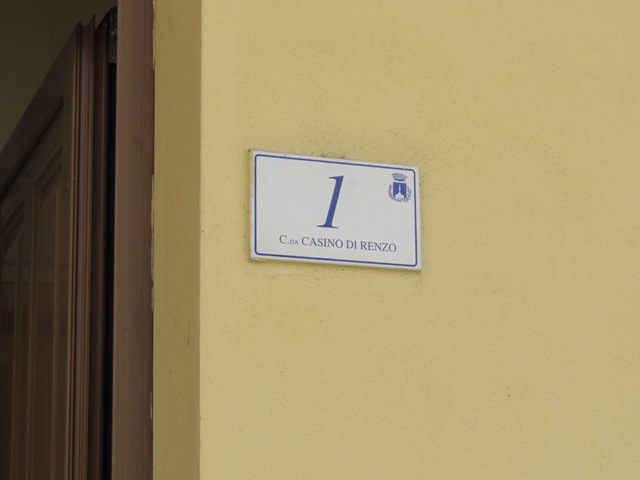 1
C.DA CASINO DI RENZO